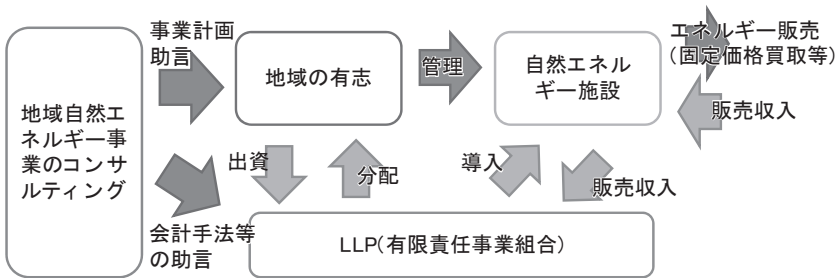 事業計画
助言
地域の有志
管理
自然エネル
ギー施設
エネルギー販売
(固定価格買取等)
販売収入
地域自然エ
ネルギー事
業のコンサ
ルティング
出資
分配
導入
販売収入
会計手法等
の助言
LLP(有限責任事業組合)